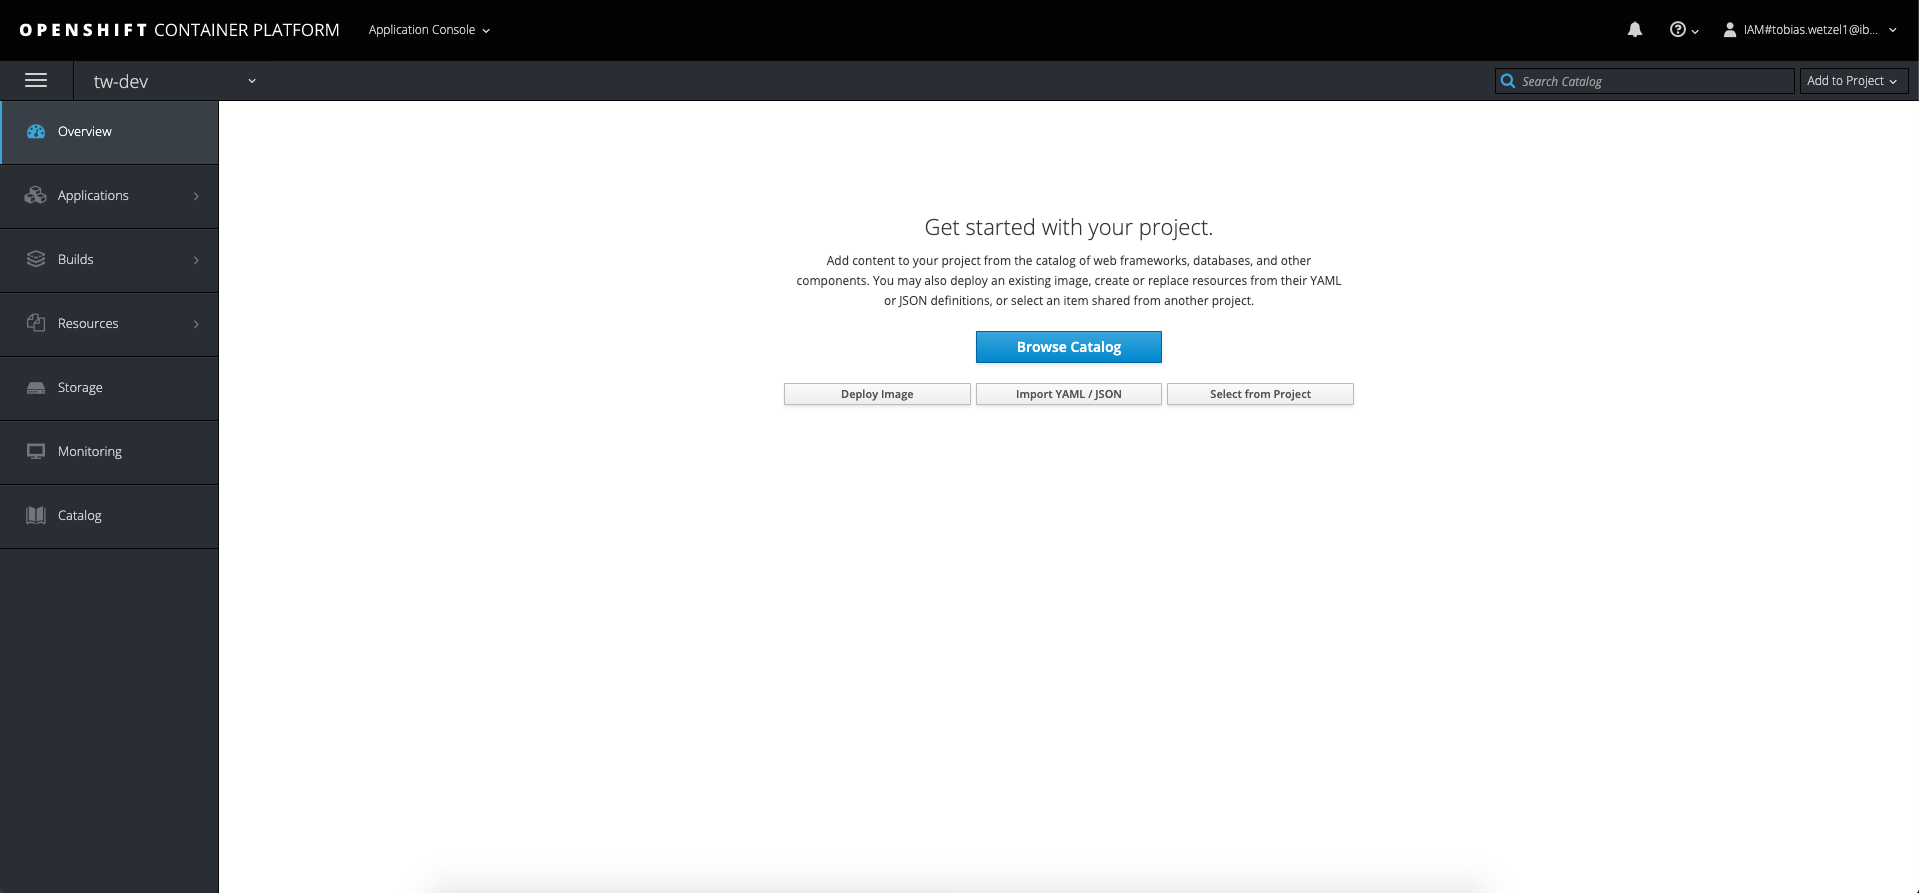 OPENSHIFT CONTAINER PLATFORM
Application Console
IAM#tobias.wetzel1@ib...
tw-dev
Search Catalog
Add to Project
Overview
Applications
Builds
Resources
Storage
Monitoring
Catalog
Get started with your project.
Add content to your project from the catalog of web frameworks, databases, and other
components. You may also deploy an existing image, create or replace resources from their YAML
or JSON definitions, or select an item shared from another project.
Browse Catalog
Deploy Image
Import YAML / JSON
Select from Project